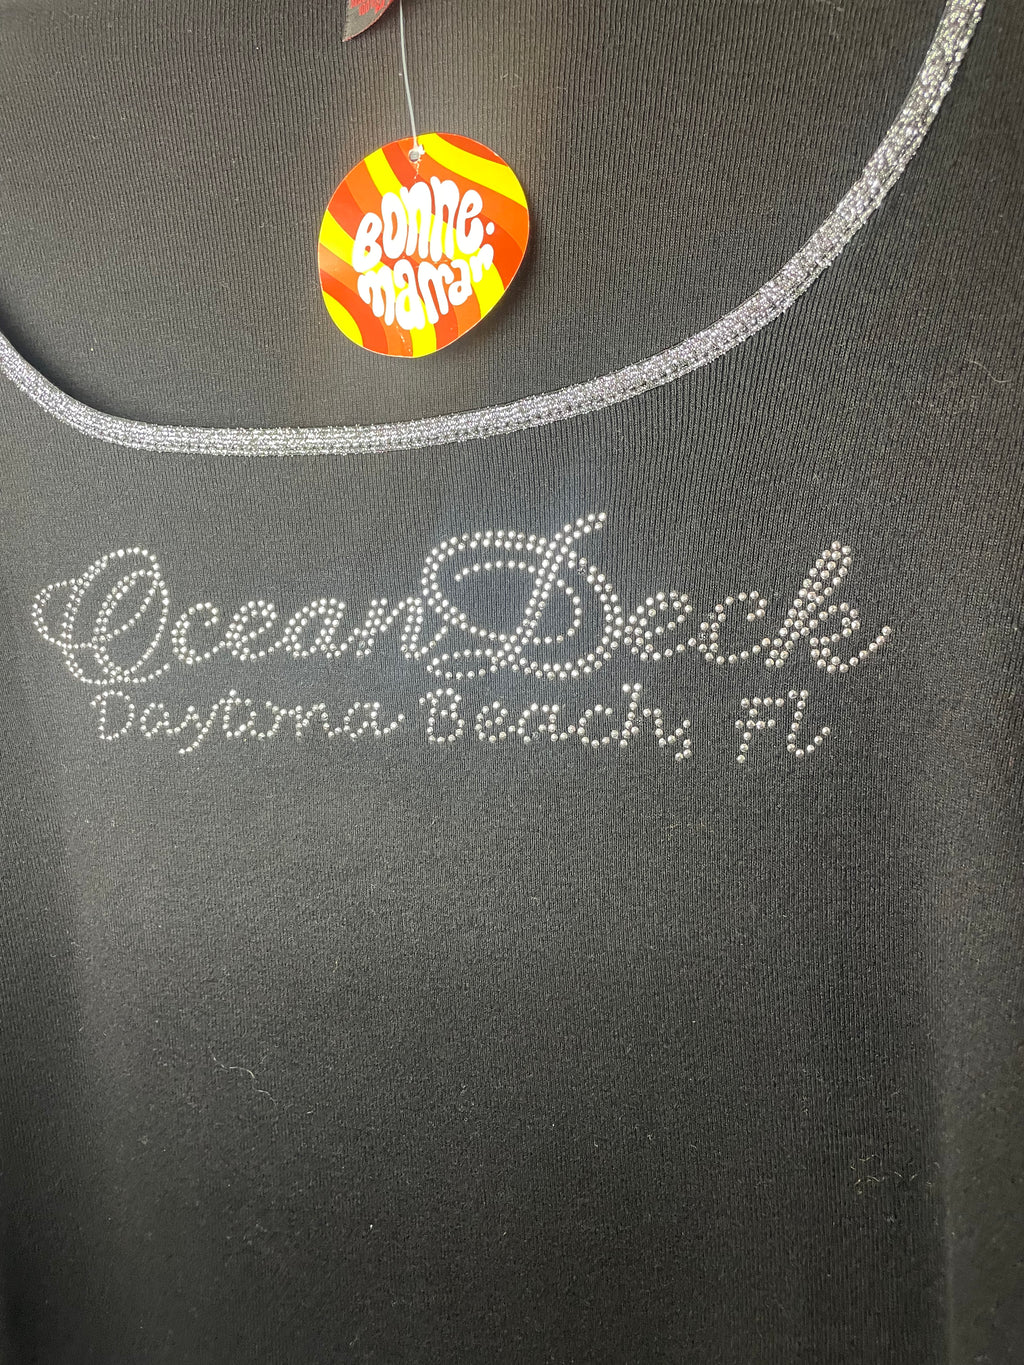 BONNE.
MaMan
Ocean Deck
Daytona Beach, Fl